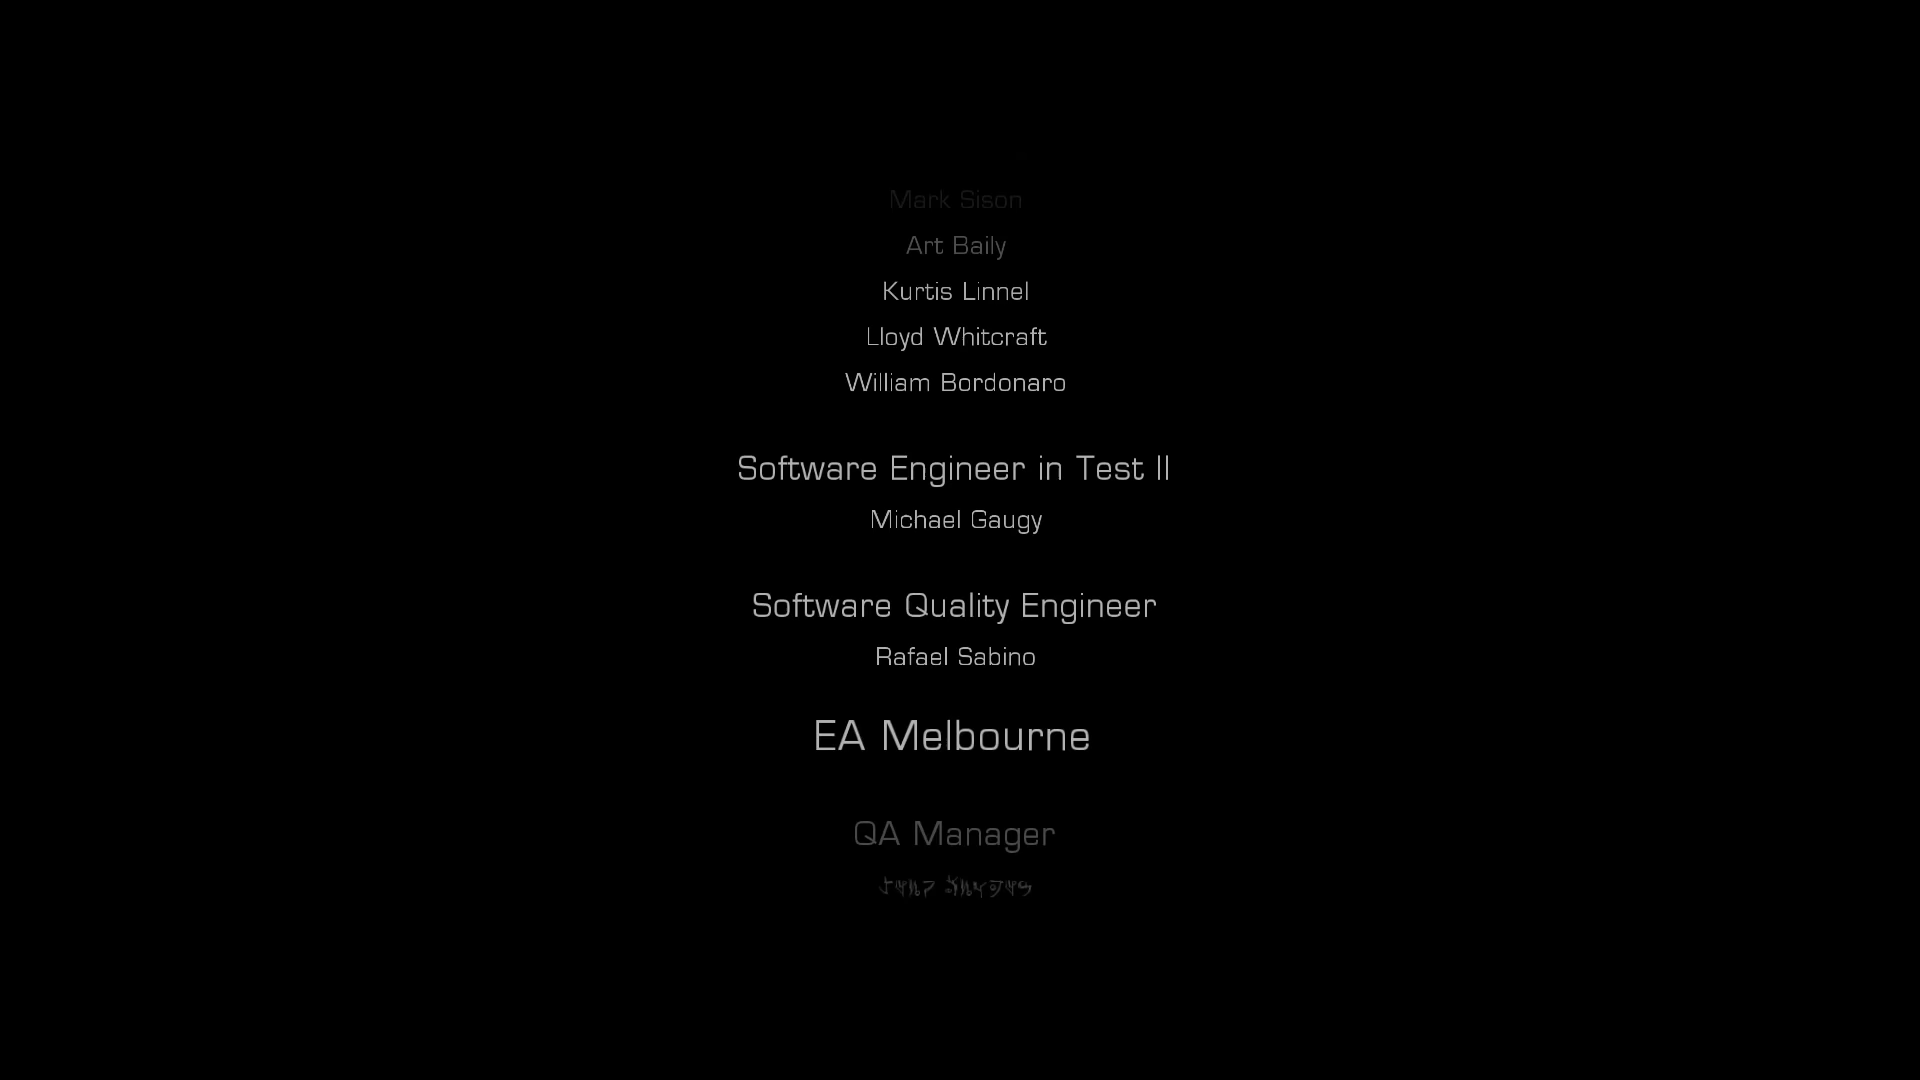 Mark Sison
Art Baily
Kurtis Linnel
Lloyd Whitcraft
William Bordonaro
Software Engineer in Test II
Michael Gaugy
Software Quality Engineer
Rafael Sabino
EA Melbourne
QA Manager